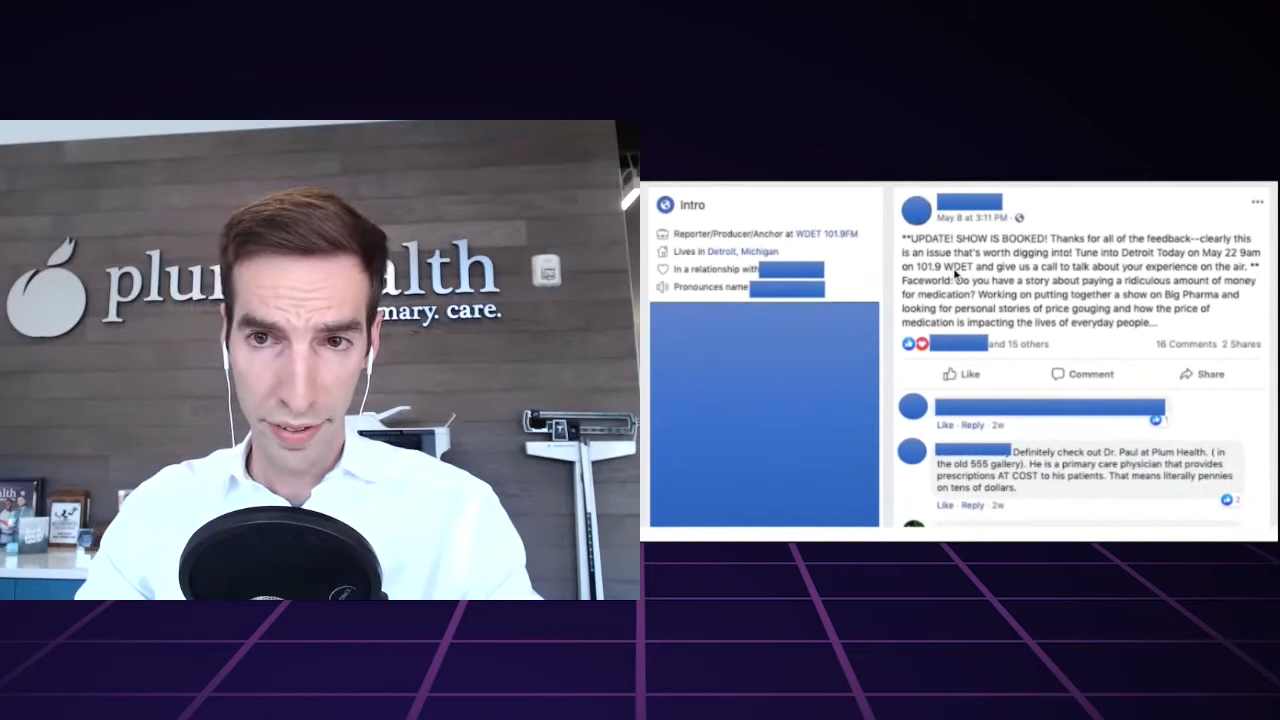 plum health
mary. care.
Intro
Reporter/Producer/Anchor at WDET 101.9FM
Lives in Detroit, Michigan
In a relationship with
Pronounces name
May 8 at 3:11 PM ·
**UPDATE! SHOW IS BOOKED! Thanks for all of the feedback--clearly this
is an issue that's worth digging into! Tune into Detroit Today on May 22 9am
on 101.9 WDET and give us a call to talk about your experience on the air. **
Faceworld: Do you have a story about paying a ridiculous amount of money
for medication? Working on putting together a show on Big Pharma and
looking for personal stories of price gouging and how the price of
medication is impacting the lives of everyday people...
and 15 others
16 Comments 2 Shares
Like
Comment
Share
Like · Reply · 2w
1
Definitely check out Dr. Paul at Plum Health. ( in
the old 555 gallery). He is a primary care physician that provides
prescriptions AT COST to his patients. That means literally pennies
on tens of dollars.
2
Like · Reply · 2w